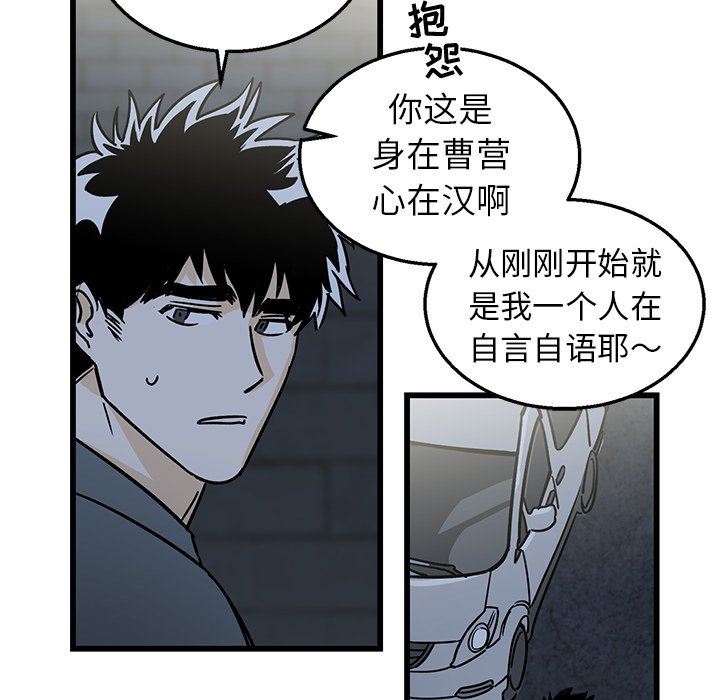 抱怨
你这是
身在曹营
心在汉啊
从刚刚开始就
是我一个人在
自言自语耶～